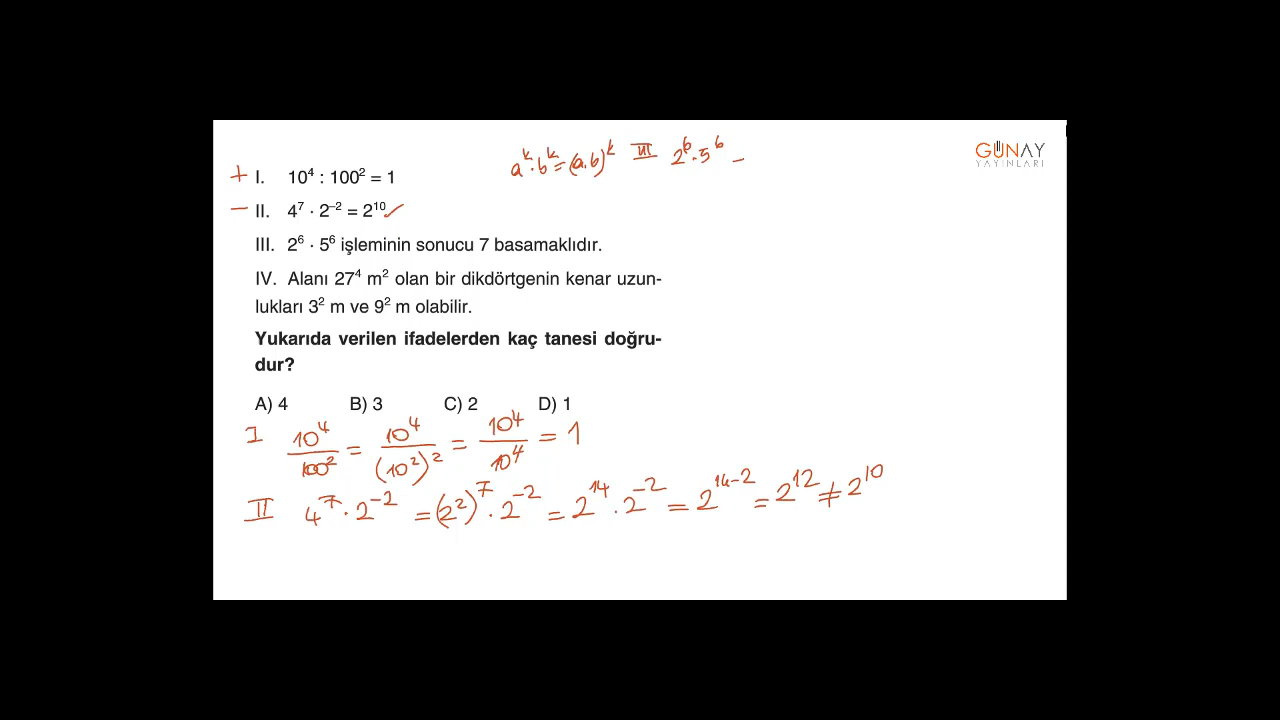 aᵏ · bᵏ = (a.b)ᵏ III 2⁶ · 5⁶ –
GÜNAY
YAYINLARI
+ I. 10⁴ : 100² = 1
– II. 4⁷ · 2⁻² = 2¹⁰ ✓
III. 2⁶ · 5⁶ işleminin sonucu 7 basamaklıdır.
IV. Alanı 27⁴ m² olan bir dikdörtgenin kenar uzun-
lukları 3² m ve 9² m olabilir.
Yukarıda verilen ifadelerden kaç tanesi doğru-
dur?
A) 4 B) 3 C) 2 D) 1
I 10⁴/100² = 10⁴/(10²)² = 10⁴/10⁴ = 1
II 4⁷ · 2⁻² = (2²)⁷ · 2⁻² = 2¹⁴ · 2⁻² = 2¹⁴⁻² = 2¹² ≠ 2¹⁰